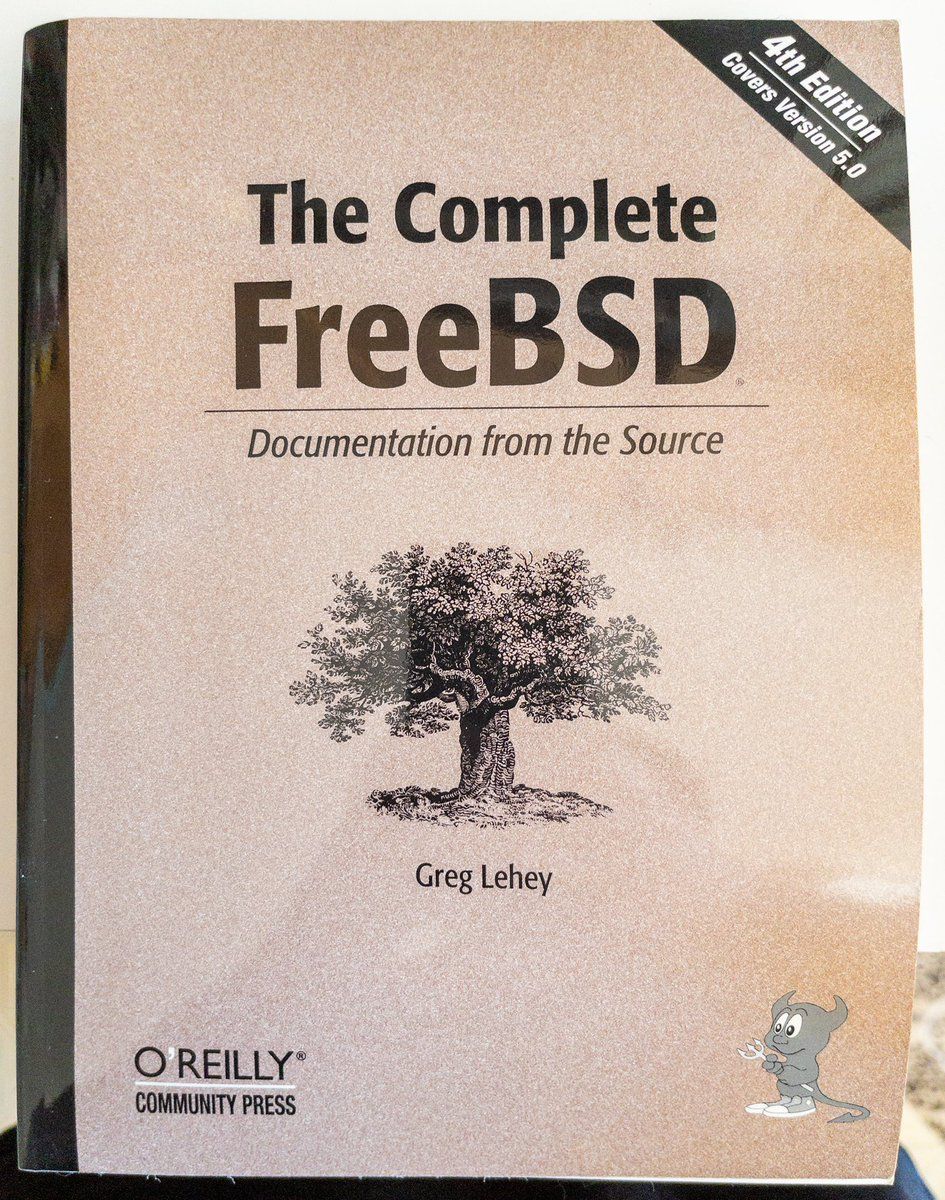 4th Edition
Covers Version 5.0
The Complete
FreeBSD®
Documentation from the Source
Greg Lehey
O'REILLY®
COMMUNITY PRESS